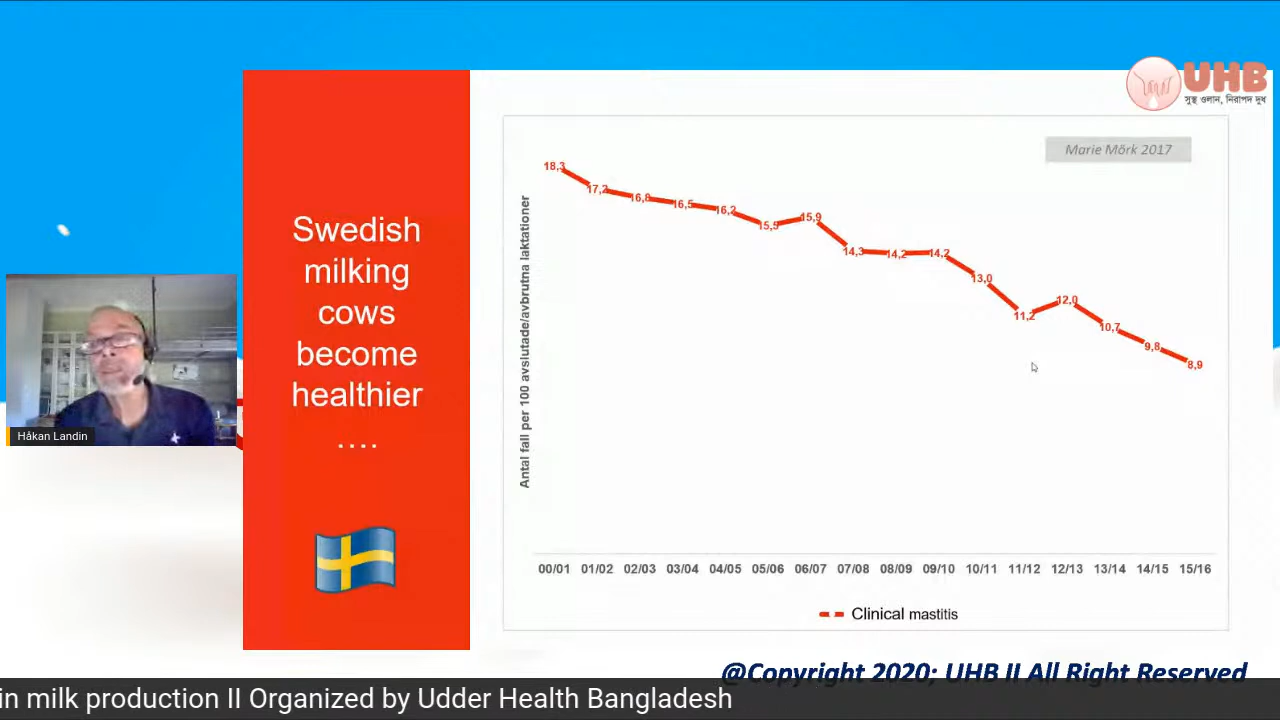 UHB
সুস্থ ওলান, নিরাপদ দুধ
Swedish
milking
cows
become
healthier
....
Marie Mörk 2017
Antal fall per 100 avslutade/avbrutna laktationer
18,3
17,2
16,8
16,5
16,2
15,5
15,9
14,3
14,2
14,2
13,0
11,2
12,0
10,7
9,8
8,9
00/01 01/02 02/03 03/04 04/05 05/06 06/07 07/08 08/09 09/10 10/11 11/12 12/13 13/14 14/15 15/16
Clinical mastitis
Håkan Landin
@Copyright 2020; UHB II All Right Reserved
in milk production II Organized by Udder Health Bangladesh